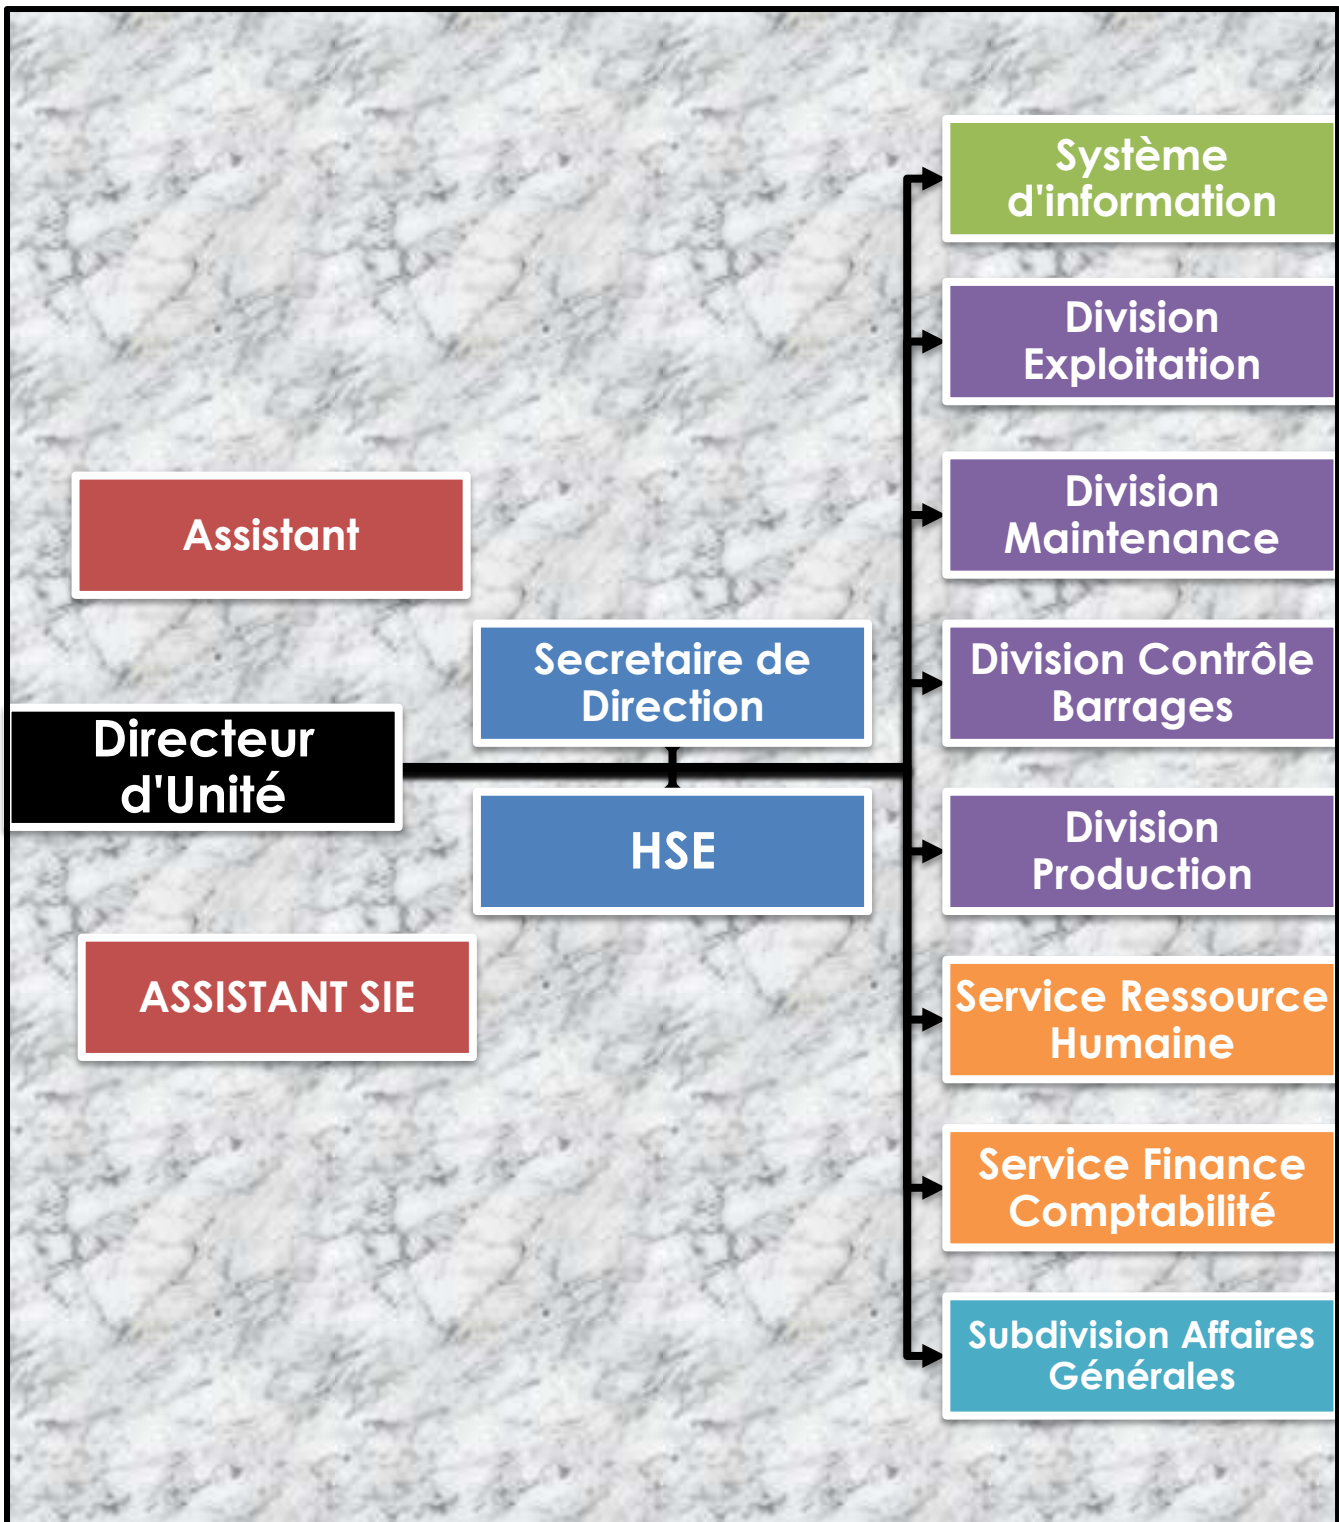 Assistant
Directeur
d'Unité
ASSISTANT SIE
Secretaire de
Direction
HSE
Système
d'information
Division
Exploitation
Division
Maintenance
Division Contrôle
Barrages
Division
Production
Service Ressource
Humaine
Service Finance
Comptabilité
Subdivision Affaires
Générales